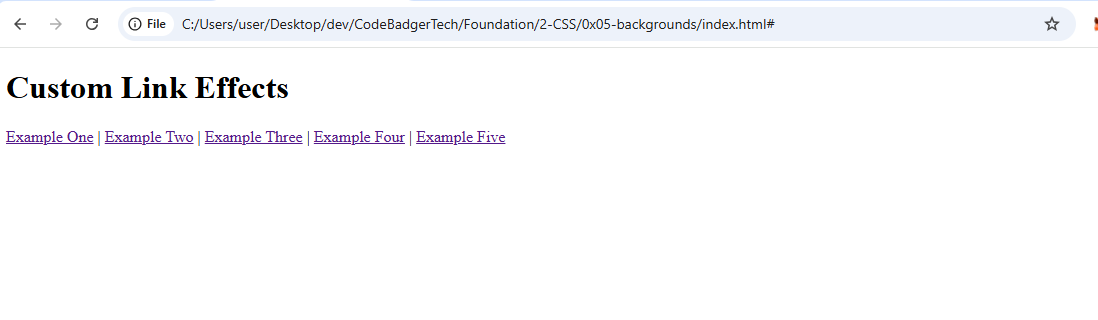 File C:/Users/user/Desktop/dev/CodeBadgerTech/Foundation/2-CSS/0x05-backgrounds/index.html#
Custom Link Effects
Example One | Example Two | Example Three | Example Four | Example Five